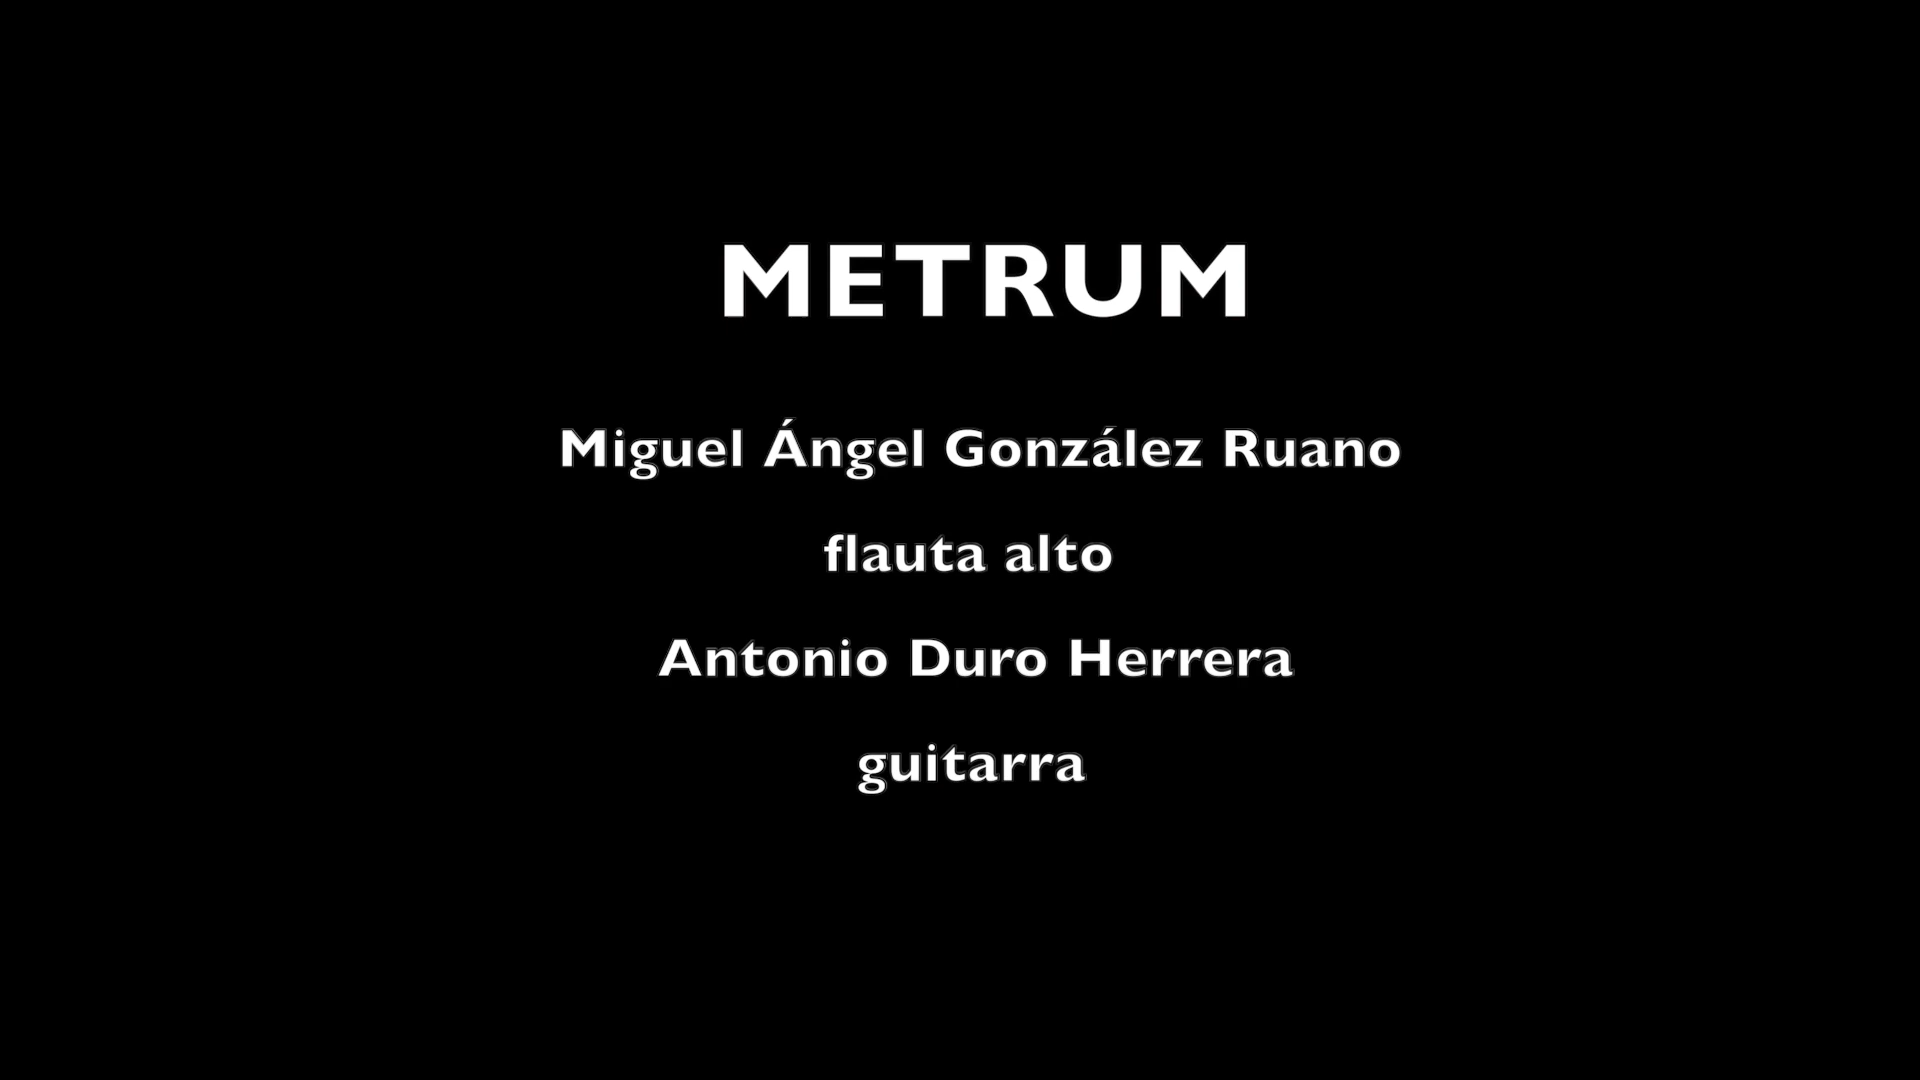 METRUM
Miguel Ángel González Ruano
flauta alto
Antonio Duro Herrera
guitarra